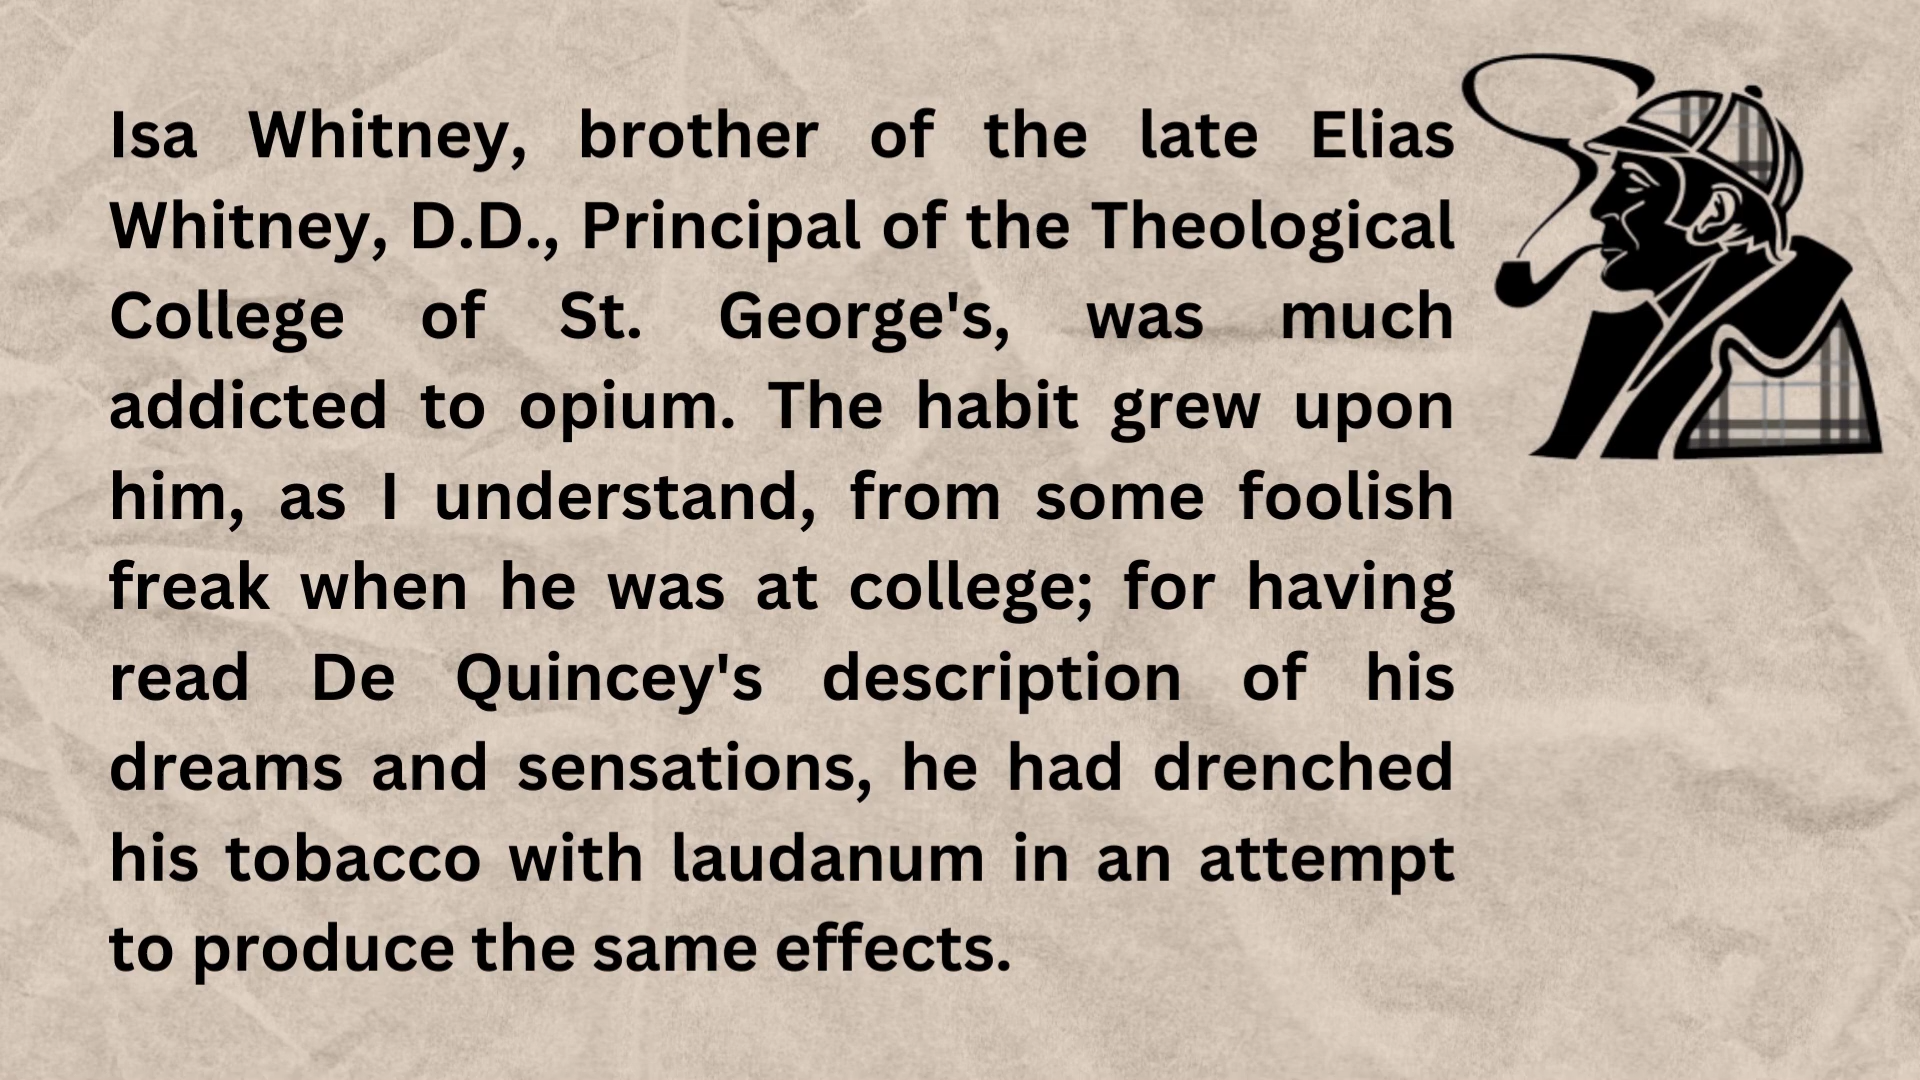 Isa Whitney, brother of the late Elias
Whitney, D.D., Principal of the Theological
College of St. George's, was much
addicted to opium. The habit grew upon
him, as I understand, from some foolish
freak when he was at college; for having
read De Quincey's description of his
dreams and sensations, he had drenched
his tobacco with laudanum in an attempt
to produce the same effects.